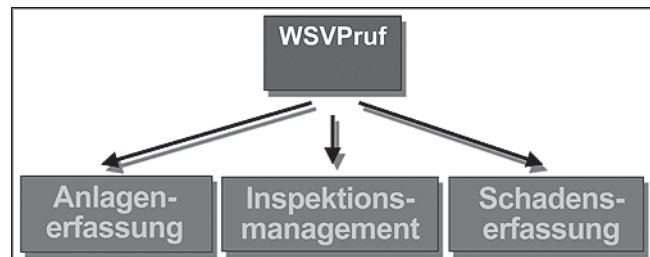 WSVPruf
Anlagen-
erfassung
Inspektions-
management
Schadens-
erfassung